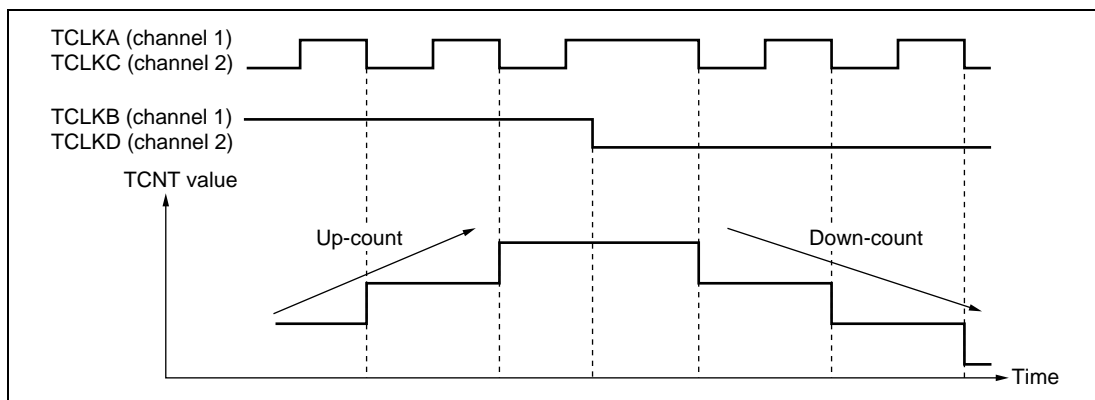 TCLKA (channel 1)
TCLKC (channel 2)
TCLKB (channel 1)
TCLKD (channel 2)
TCNT value
Up-count
Down-count
Time